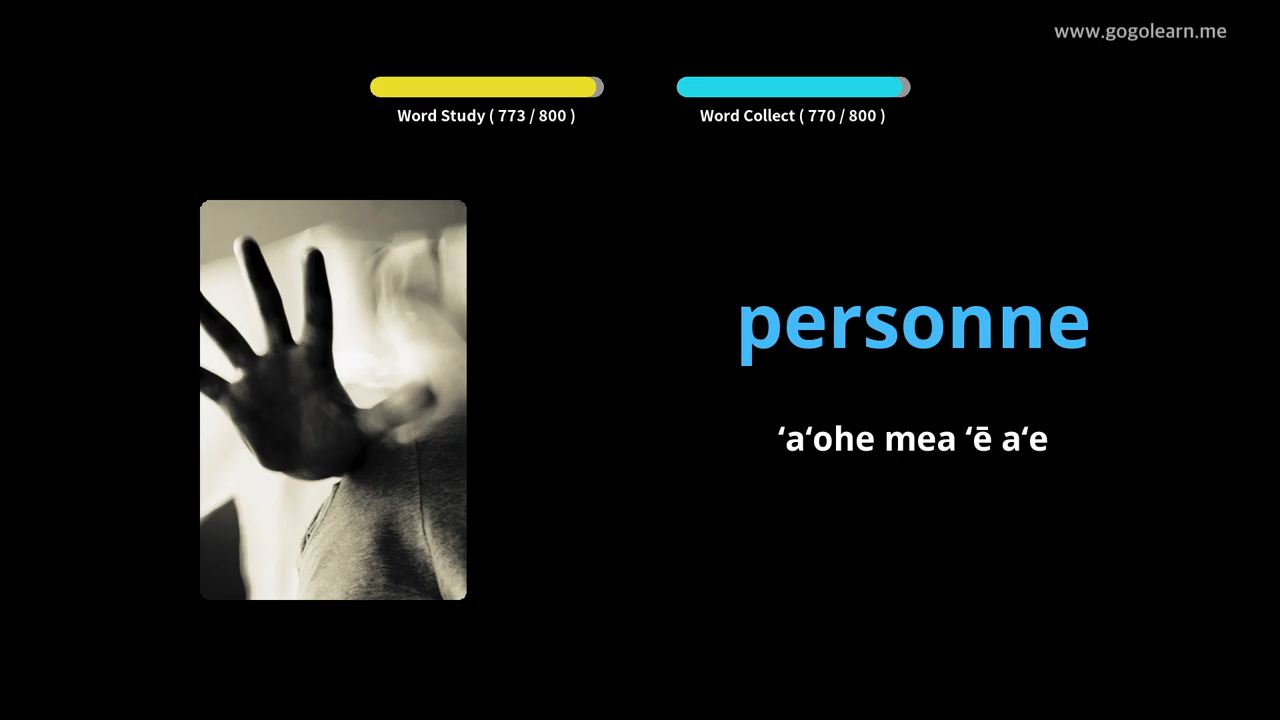 www.gogolearn.me
Word Study ( 773 / 800 )
Word Collect ( 770 / 800 )
personne
ʻaʻohe mea ʻē aʻe